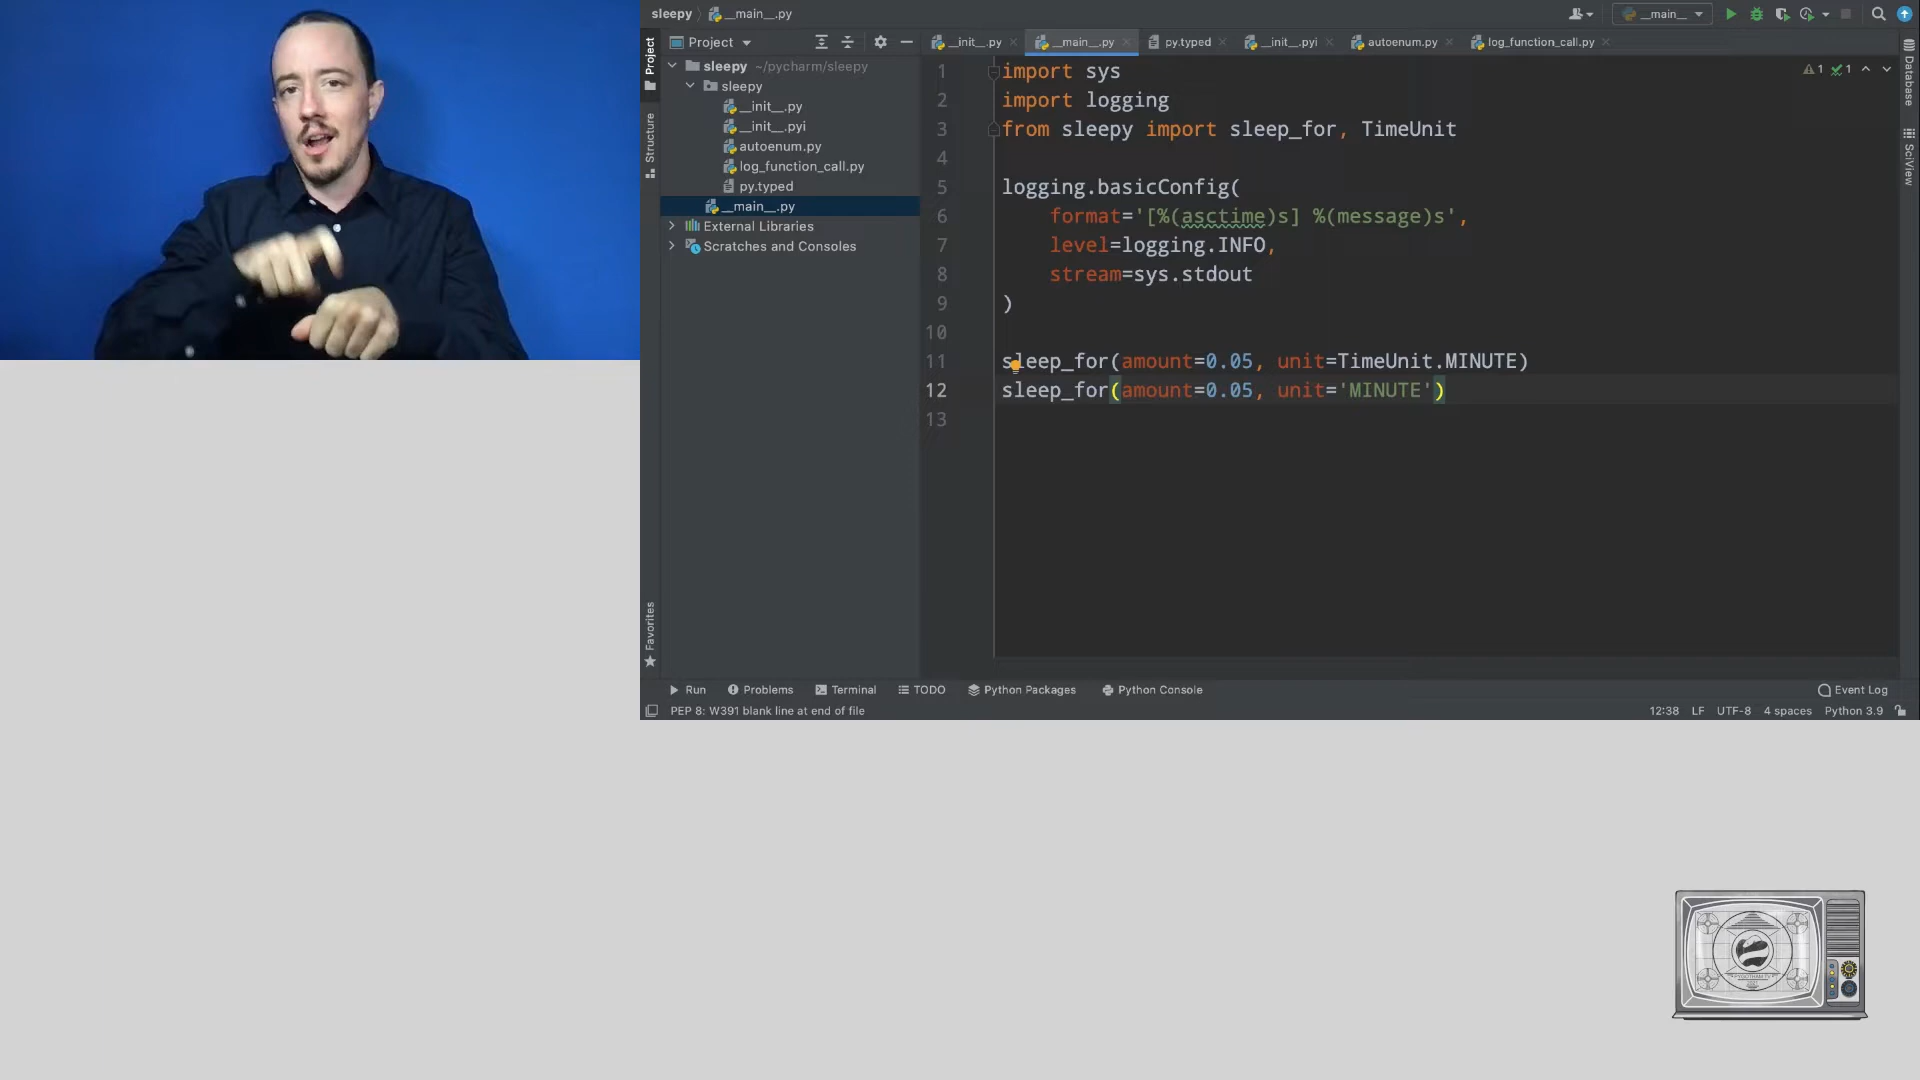 sleepy __main__.py
__main__
Project
__init__.py
__main__.py
py.typed
__init__.pyi
autoenum.py
log_function_call.py
Project
Structure
Favorites
Database
SciView
sleepy ~/pycharm/sleepy
sleepy
__init__.py
__init__.pyi
autoenum.py
log_function_call.py
py.typed
__main__.py
External Libraries
Scratches and Consoles
1 import sys
2 import logging
3 from sleepy import sleep_for, TimeUnit
4
5 logging.basicConfig(
6 format='[%(asctime)s] %(message)s',
7 level=logging.INFO,
8 stream=sys.stdout
9 )
10
11 sleep_for(amount=0.05, unit=TimeUnit.MINUTE)
12 sleep_for(amount=0.05, unit='MINUTE')
13
1 1
Run Problems Terminal TODO Python Packages Python Console Event Log
PEP 8: W391 blank line at end of file 12:38 LF UTF-8 4 spaces Python 3.9